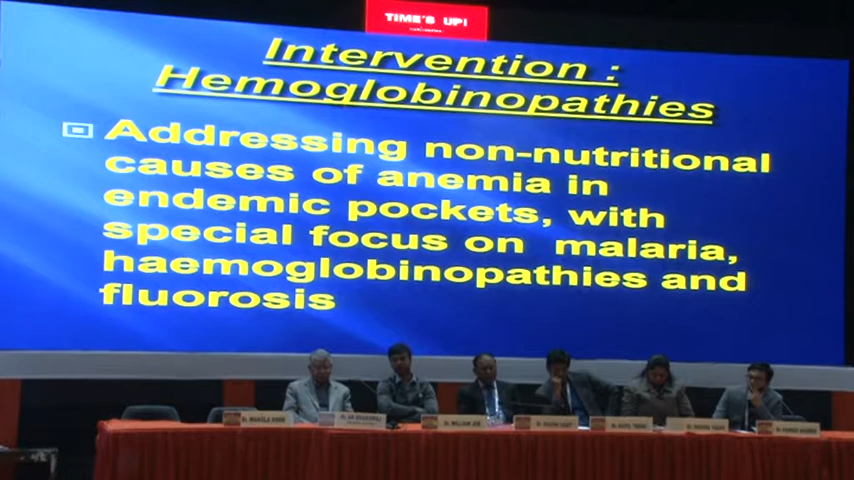 TIME'S UP!
Intervention :
Hemoglobinopathies
Addressing non-nutritional
causes of anemia in
endemic pockets, with
special focus on malaria,
haemoglobinopathies and
fluorosis